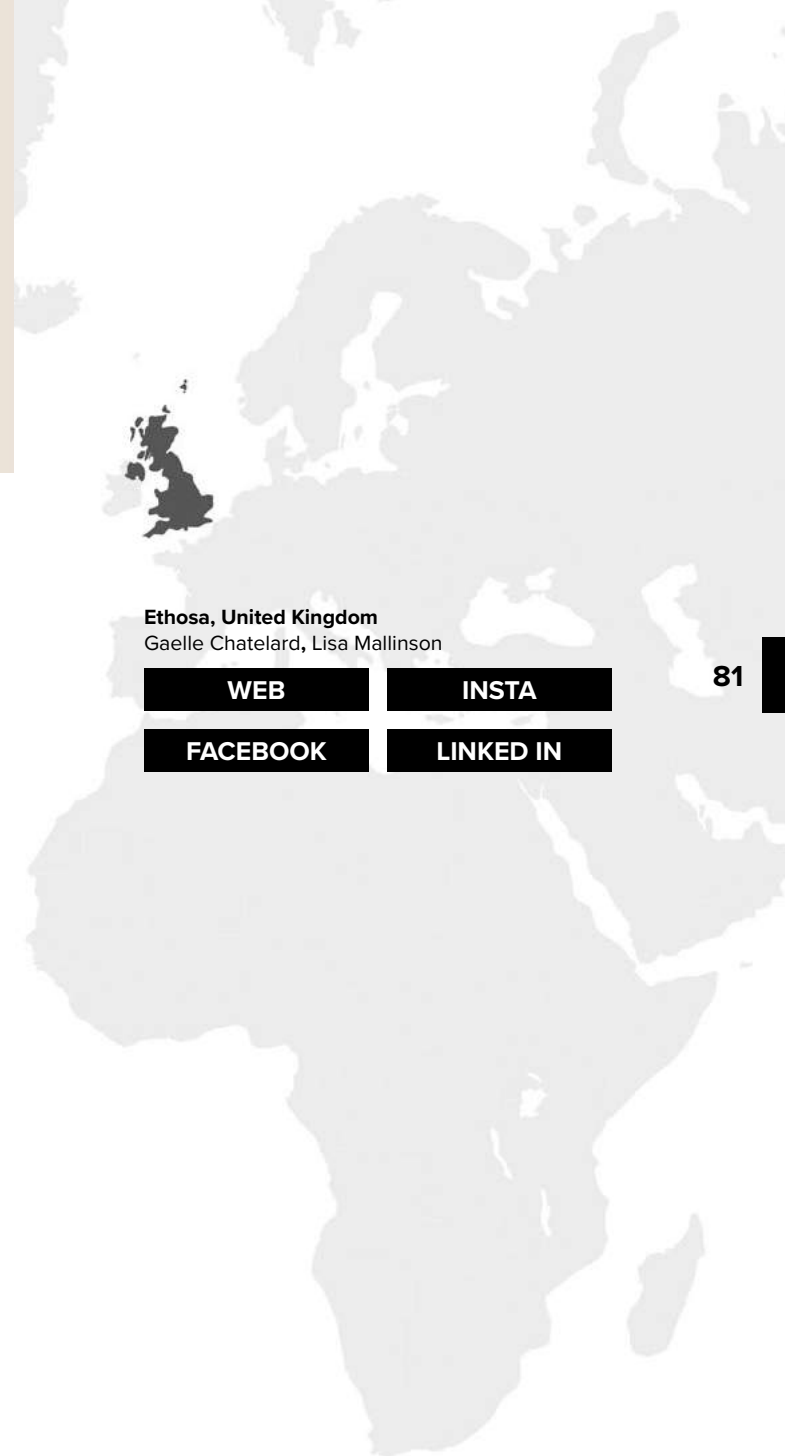 Ethosa, United Kingdom
Gaelle Chatelard, Lisa Mallinson
WEB
INSTA
81
FACEBOOK
LINKED IN